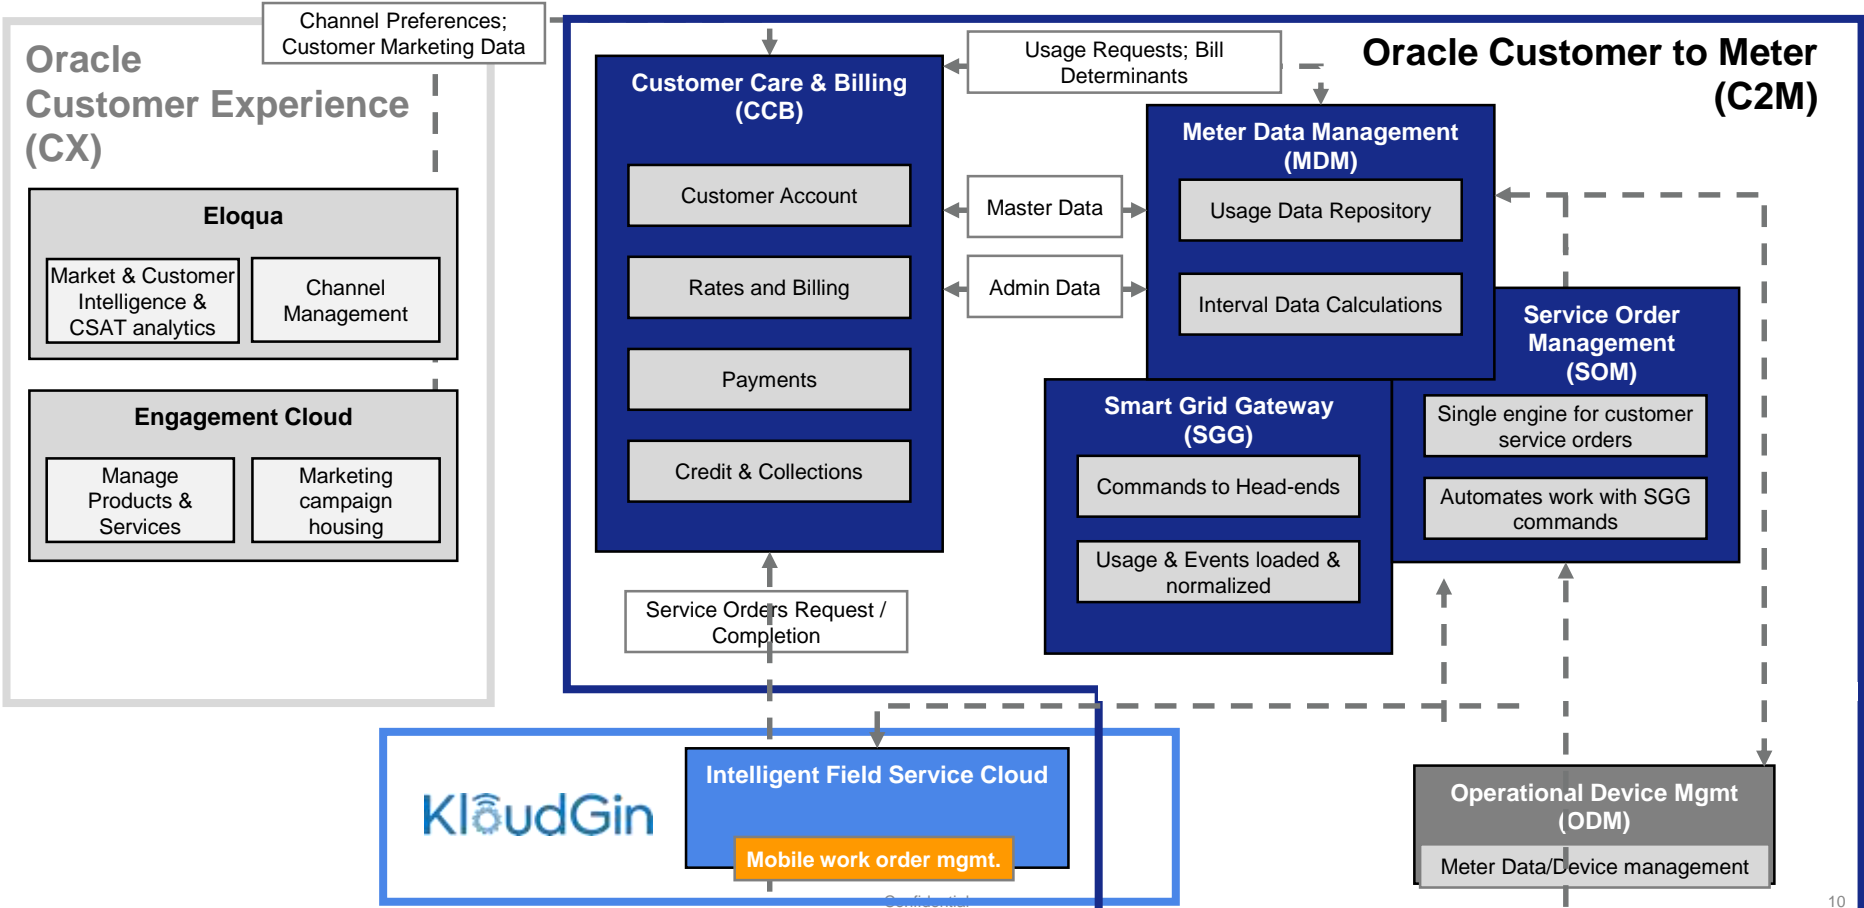 Channel Preferences;
Customer Marketing Data
Oracle
Customer Experience
(CX)
Eloqua
Market & Customer
Intelligence &
CSAT analytics
Channel
Management
Engagement Cloud
Manage
Products &
Services
Marketing
campaign
housing
Oracle Customer to Meter
(C2M)
Customer Care & Billing
(CCB)
Customer Account
Rates and Billing
Payments
Credit & Collections
Usage Requests; Bill
Determinants
Master Data
Admin Data
Meter Data Management
(MDM)
Usage Data Repository
Interval Data Calculations
Service Order
Management
(SOM)
Single engine for customer
service orders
Automates work with SGG
commands
Smart Grid Gateway
(SGG)
Commands to Head-ends
Usage & Events loaded &
normalized
Service Orders Request /
Completion
KloudGin
Intelligent Field Service Cloud
Mobile work order mgmt.
Operational Device Mgmt
(ODM)
Meter Data/Device management
Confidential
10